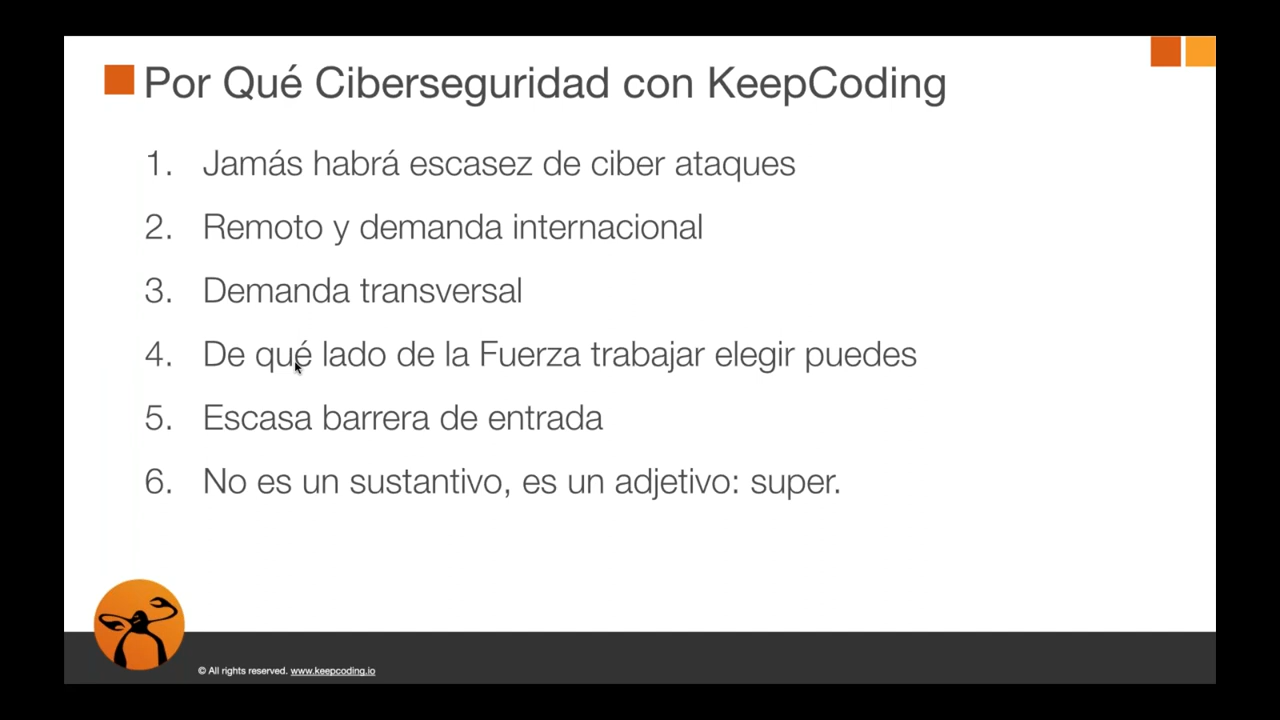 Por Qué Ciberseguridad con KeepCoding
1. Jamás habrá escasez de ciber ataques
2. Remoto y demanda internacional
3. Demanda transversal
4. De qué lado de la Fuerza trabajar elegir puedes
5. Escasa barrera de entrada
6. No es un sustantivo, es un adjetivo: super.
© All rights reserved. www.keepcoding.io